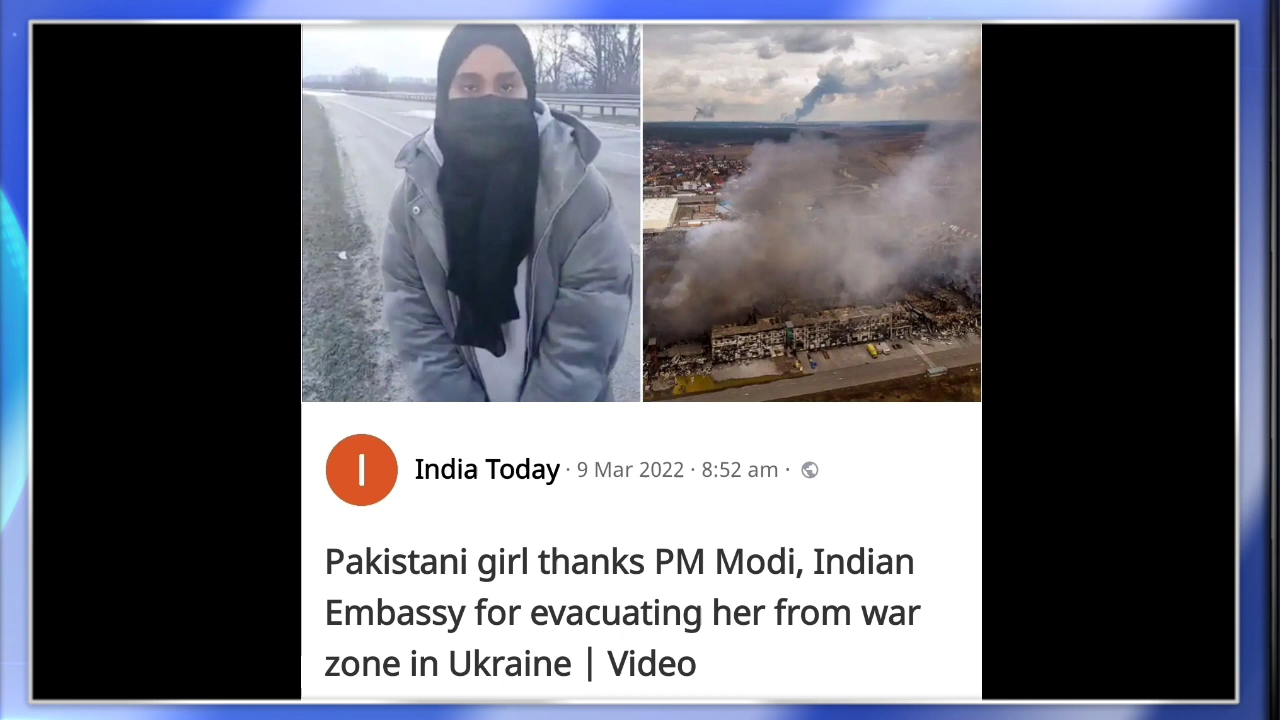 I
India Today · 9 Mar 2022 · 8:52 am ·
Pakistani girl thanks PM Modi, Indian
Embassy for evacuating her from war
zone in Ukraine | Video